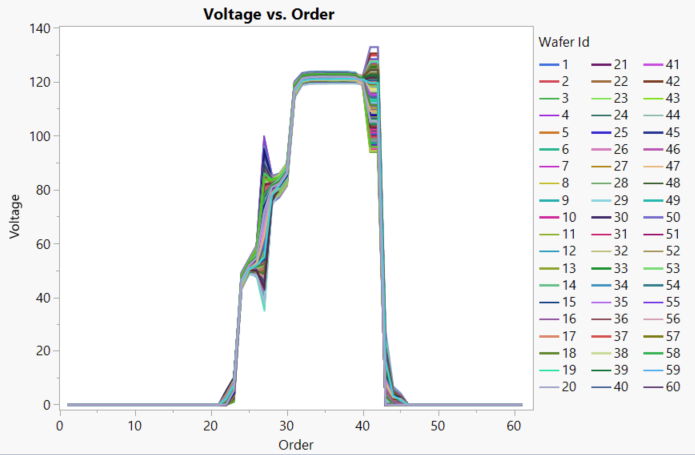 Voltage vs. Order
140
120
100
80
60
40
20
0
Voltage
0 10 20 30 40 50 60
Order
Wafer Id
1 21 41
2 22 42
3 23 43
4 24 44
5 25 45
6 26 46
7 27 47
8 28 48
9 29 49
10 30 50
11 31 51
12 32 52
13 33 53
14 34 54
15 35 55
16 36 56
17 37 57
18 38 58
19 39 59
20 40 60